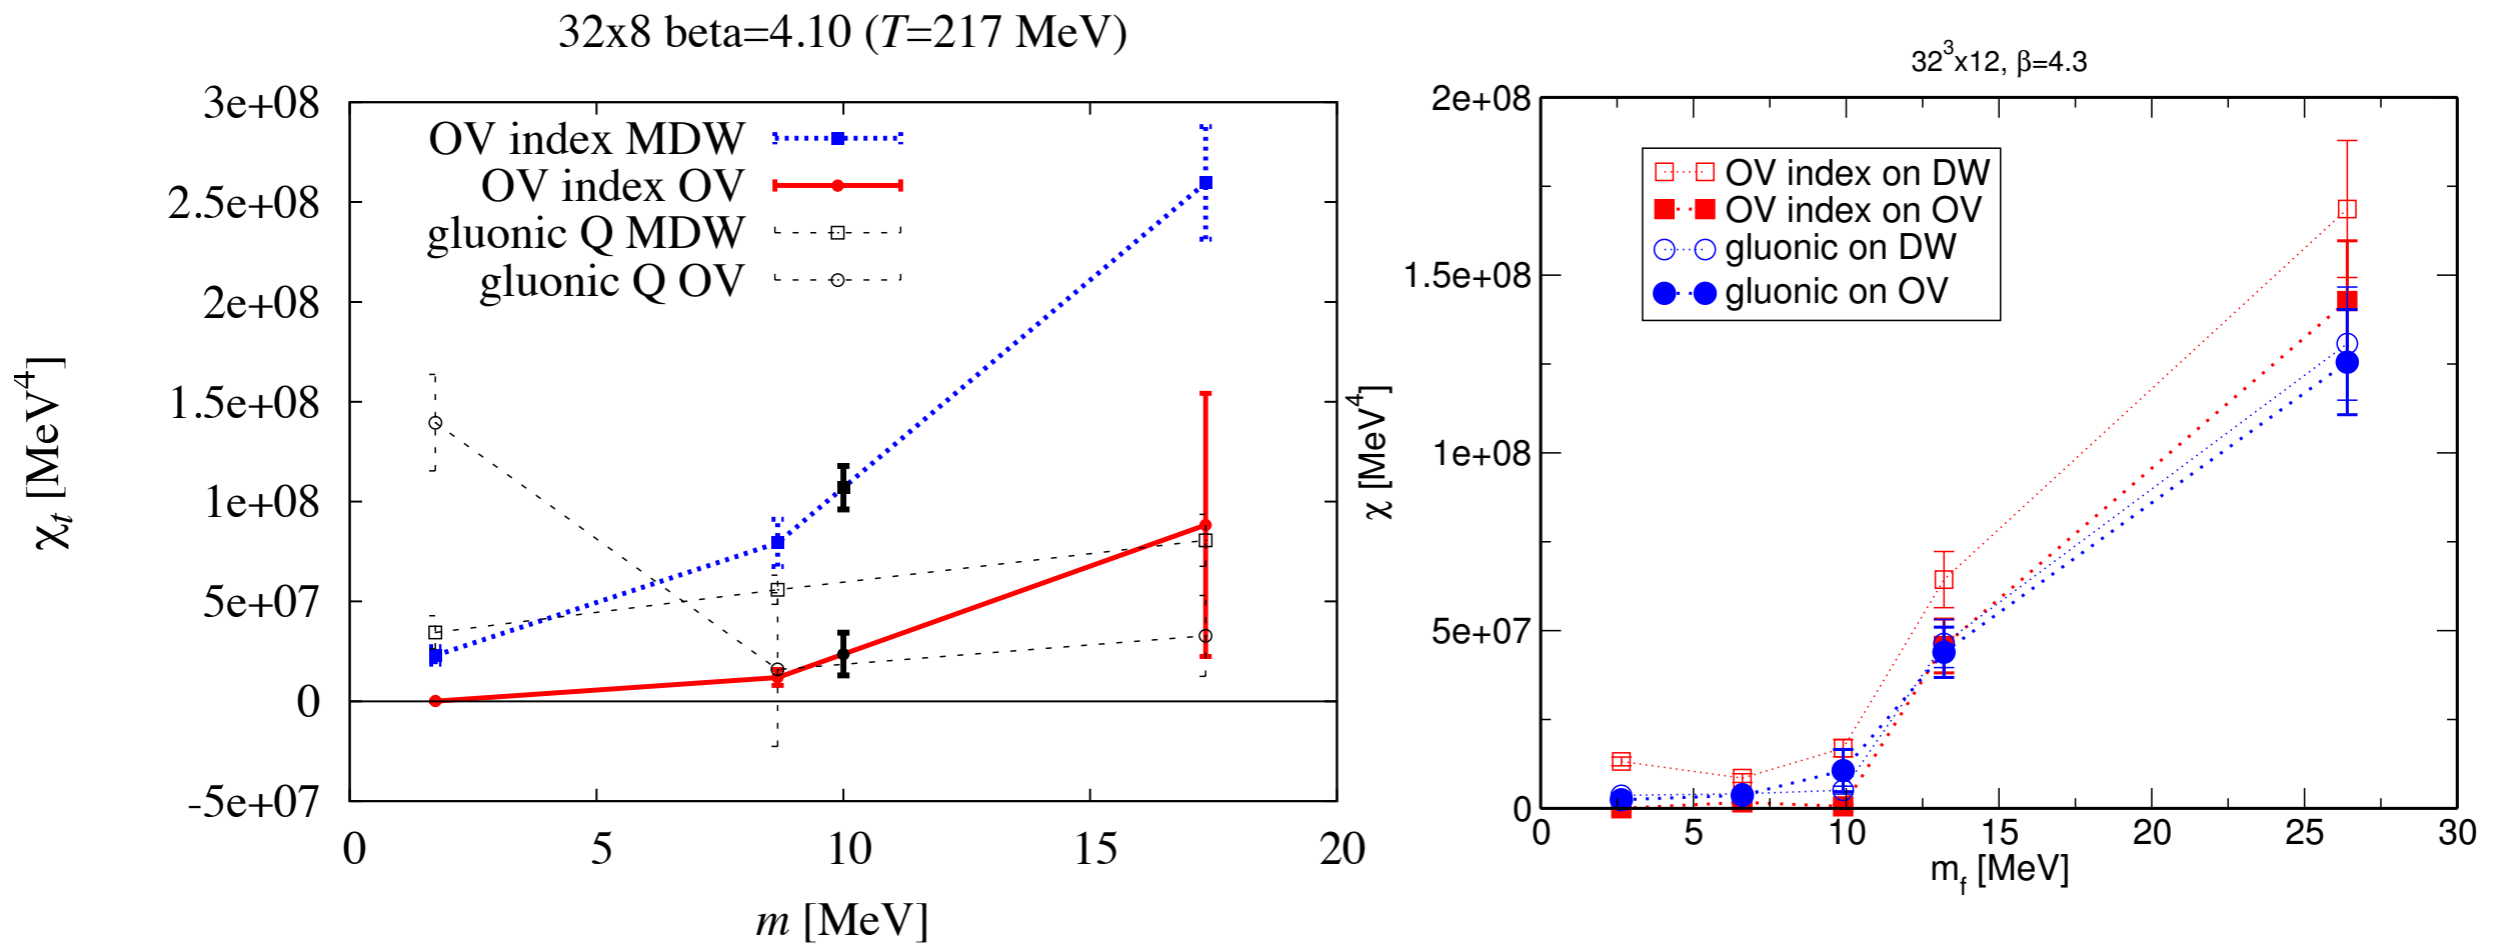 32x8 beta=4.10 (T=217 MeV)
3e+08
2.5e+08
2e+08
1.5e+08
1e+08
5e+07
0
-5e+07
χt [MeV4]
OV index MDW
OV index OV
gluonic Q MDW
gluonic Q OV
0 5 10 15 20
m [MeV]
32³x12, β=4.3
2e+08
1.5e+08
1e+08
5e+07
0
χ [MeV4]
OV index on DW
OV index on OV
gluonic on DW
gluonic on OV
0 5 10 15 20 25 30
mf [MeV]